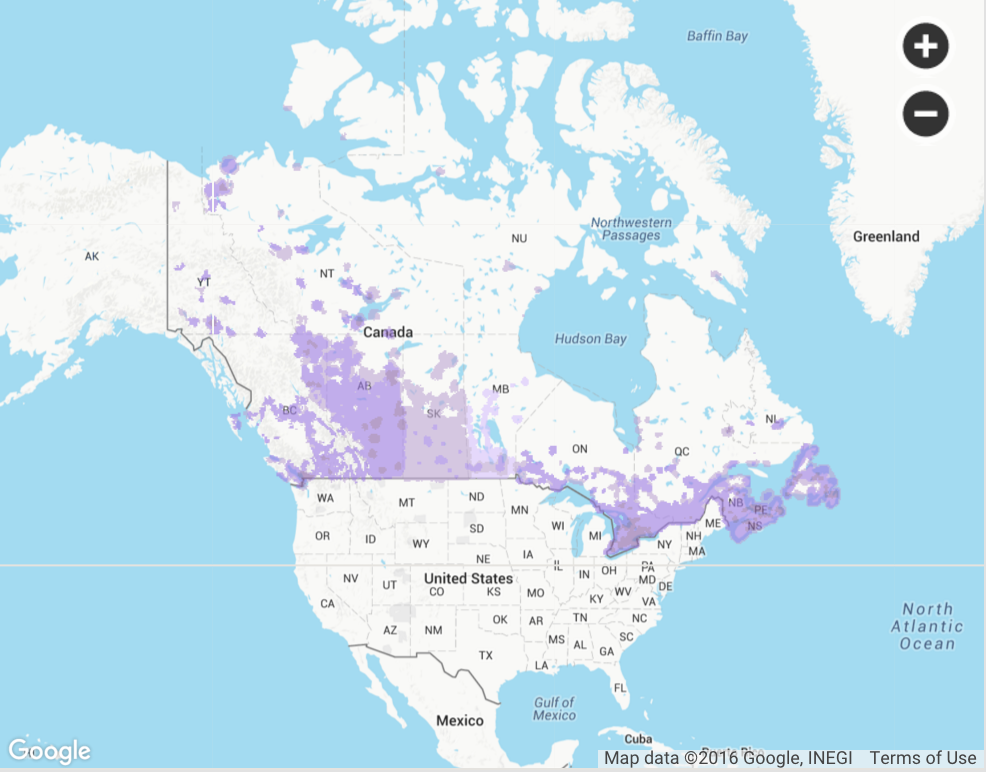 Baffin Bay
+
−
Northwestern
Passages
NU
Greenland
AK
NT
YT
Canada
Hudson Bay
AB
MB
BC
SK
NL
ON
QC
NB
PE
NS
WA
MT
ND
MN
ME
OR
ID
SD
WI
MI
NY
NH
MA
WY
NE
IA
IL
IN
OH
PA
MD
DE
NV
UT
United States
CO
KS
MO
KY
WV
VA
CA
AZ
NM
OK
AR
TN
NC
SC
MS
AL
GA
TX
LA
FL
North
Atlantic
Ocean
Gulf of
Mexico
Mexico
Cuba
Puerto Rico
Google
Map data ©2016 Google, INEGI
Terms of Use